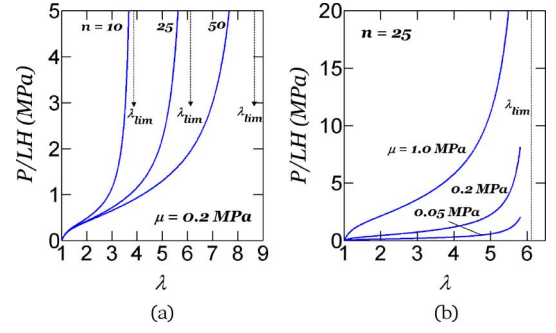 5
4
3
2
1
0
P/LH (MPa)
n = 10
25
50
λlim
λlim
λlim
μ = 0.2 MPa
1 2 3 4 5 6 7 8 9
λ
(a)
20
15
10
5
0
P/LH (MPa)
n = 25
λlim
μ = 1.0 MPa
0.2 MPa
0.05 MPa
1 2 3 4 5 6
λ
(b)